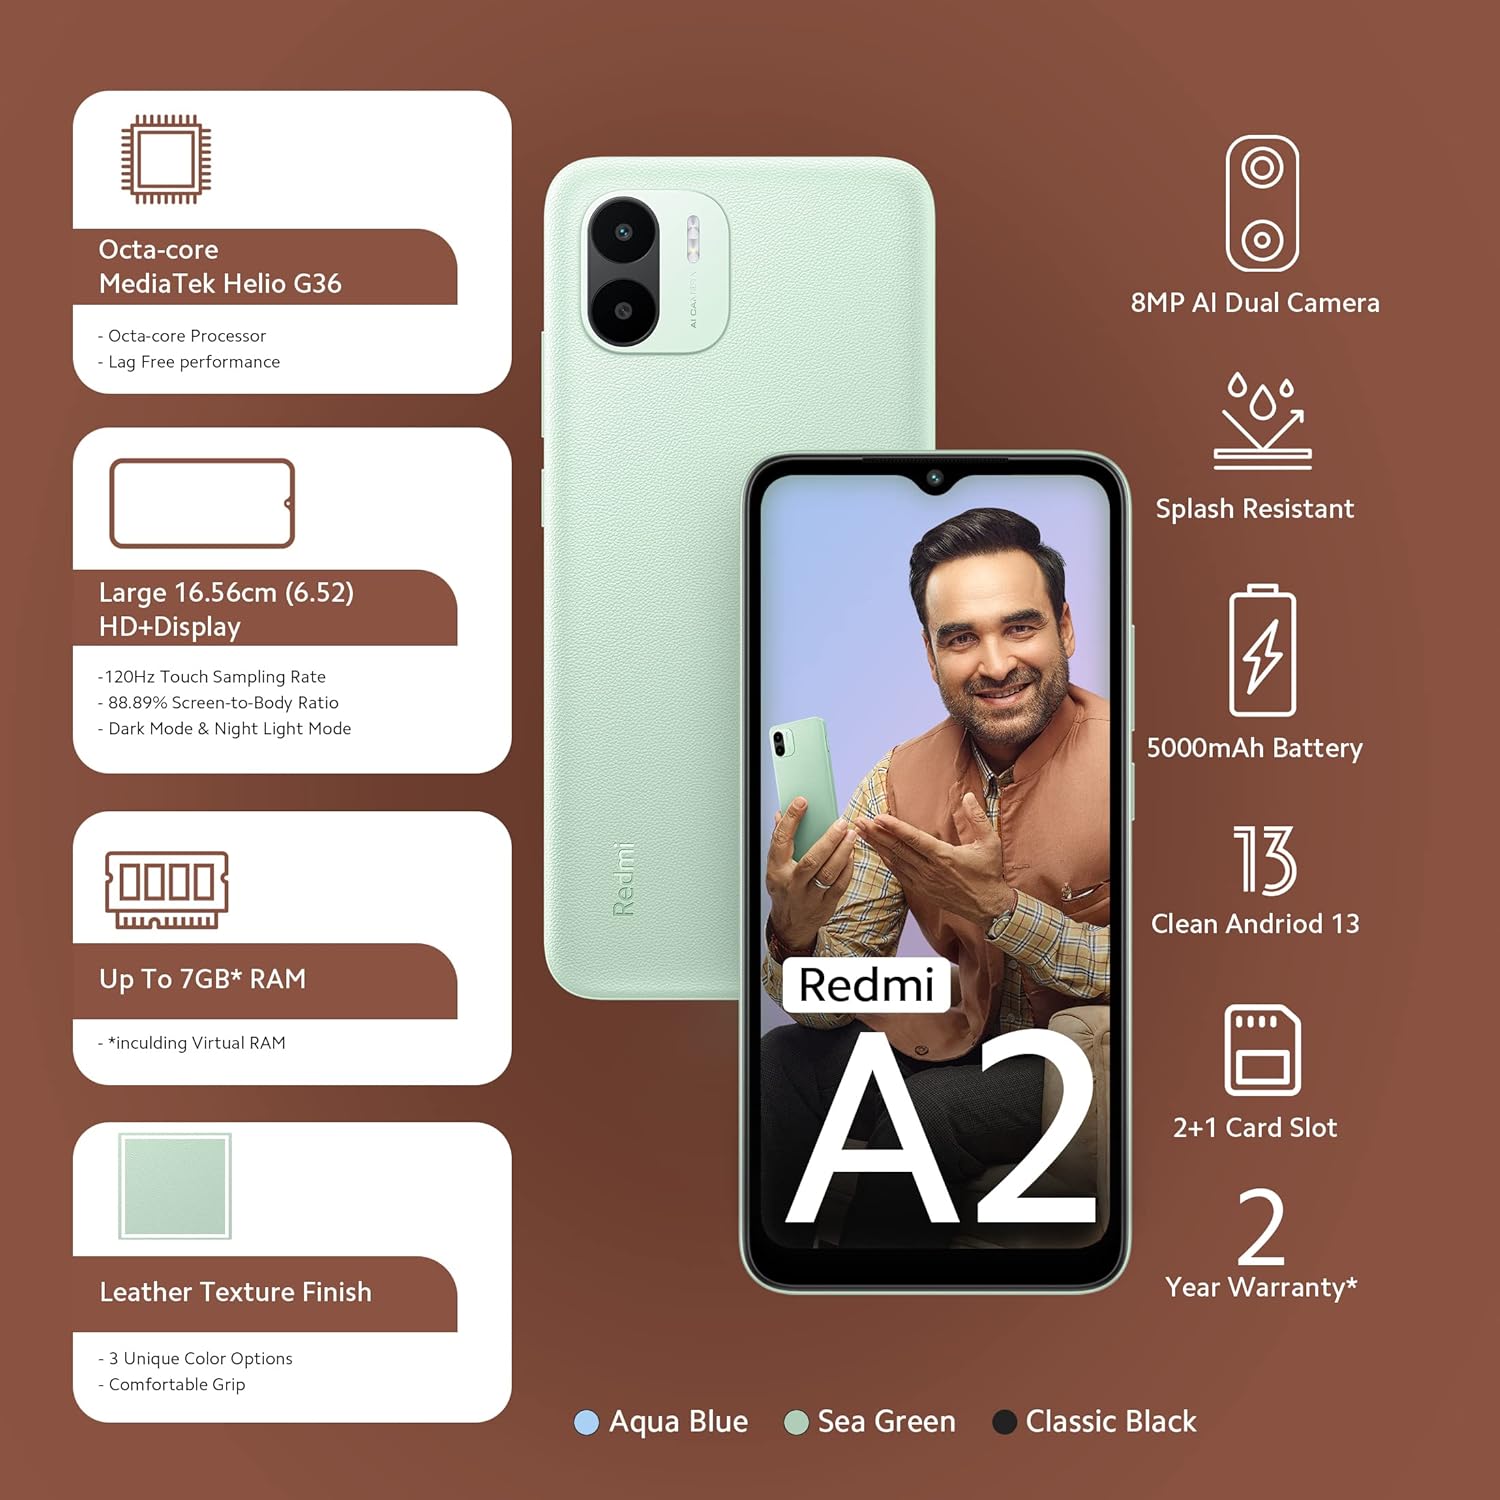 Octa-core
MediaTek Helio G36
- Octa-core Processor
- Lag Free performance
Large 16.56cm (6.52)
HD+Display
-120Hz Touch Sampling Rate
- 88.89% Screen-to-Body Ratio
- Dark Mode & Night Light Mode
Up To 7GB* RAM
- *inculding Virtual RAM
Leather Texture Finish
- 3 Unique Color Options
- Comfortable Grip
AI CAMERA
Redmi
Redmi
A2
8MP AI Dual Camera
Splash Resistant
5000mAh Battery
13
Clean Andriod 13
2+1 Card Slot
2
Year Warranty*
Aqua Blue
Sea Green
Classic Black